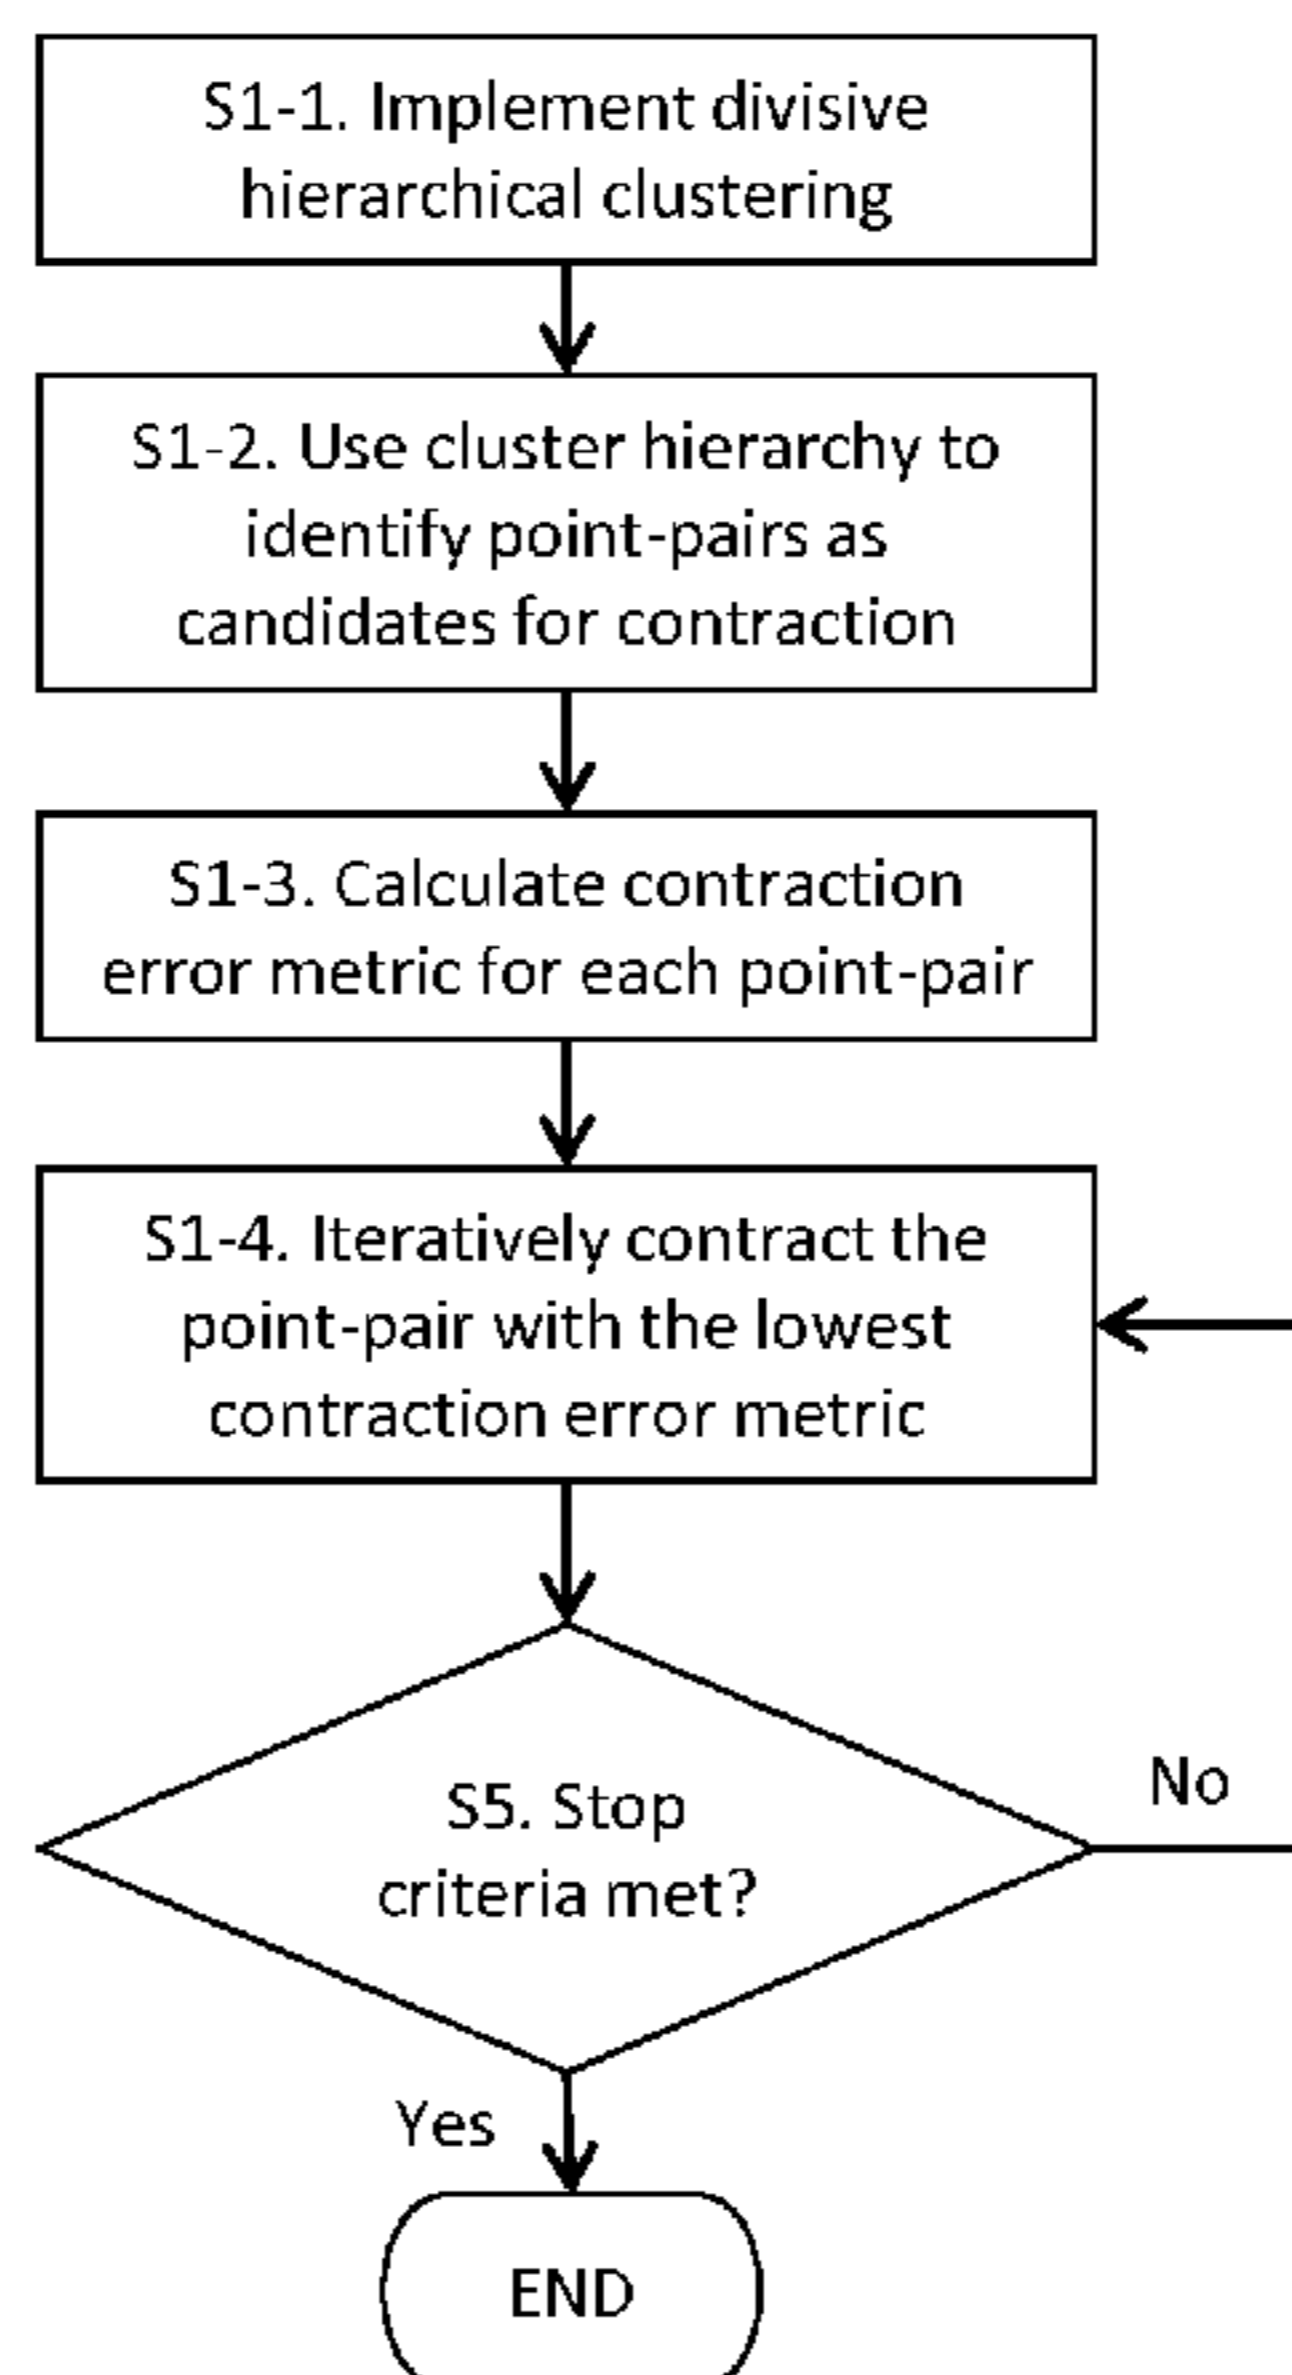 S1-1. Implement divisive
hierarchical clustering
S1-2. Use cluster hierarchy to
identify point-pairs as
candidates for contraction
S1-3. Calculate contraction
error metric for each point-pair
S1-4. Iteratively contract the
point-pair with the lowest
contraction error metric
No
S5. Stop
criteria met?
Yes
END